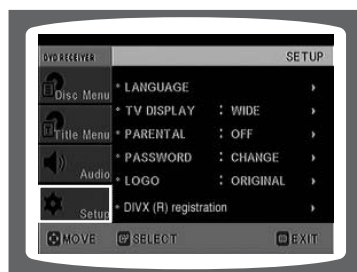 DVD RECEIVER SETUP
Disc Menu
Title Menu
Audio
Setup
• LANGUAGE
• TV DISPLAY : WIDE
• PARENTAL : OFF
• PASSWORD : CHANGE
• LOGO : ORIGINAL
• DIVX (R) registration
MOVE SELECT EXIT